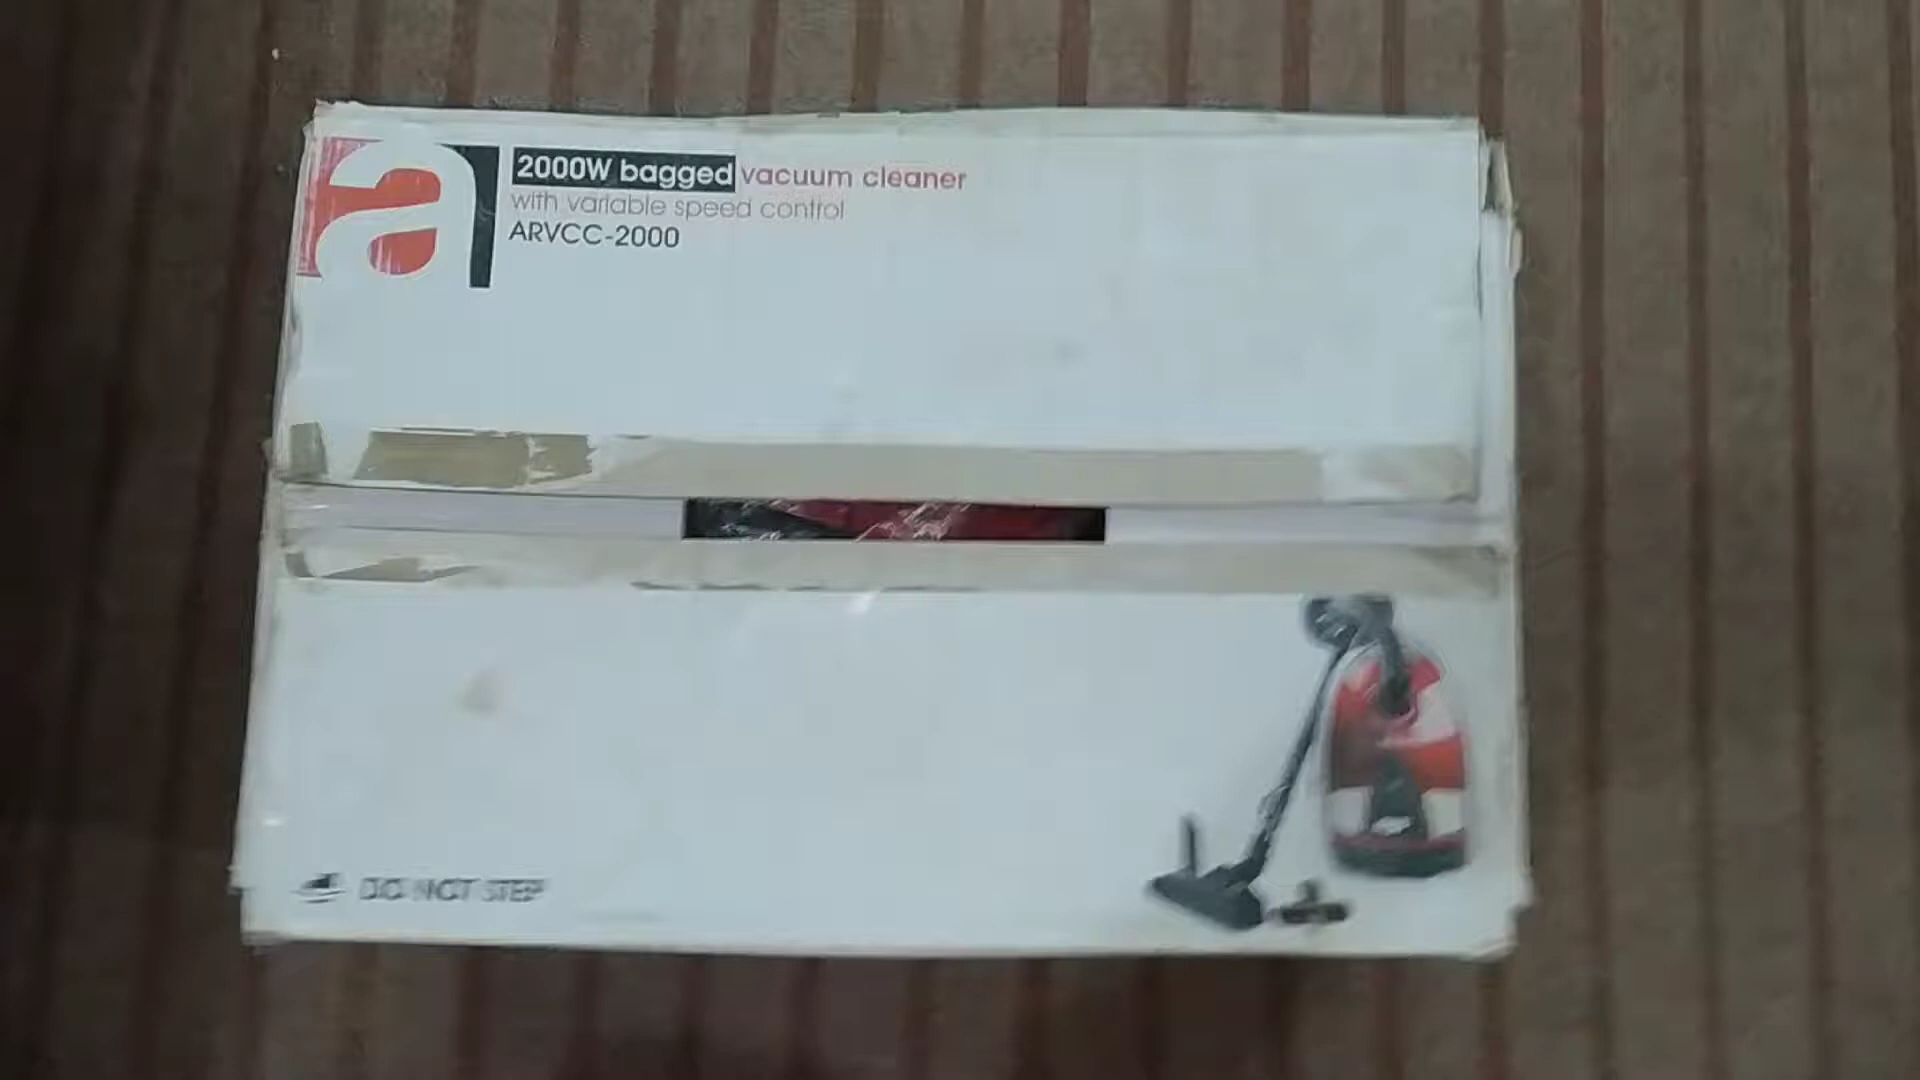 a
2000W bagged vacuum cleaner
with variable speed control
ARVCC-2000
DO NOT STEP